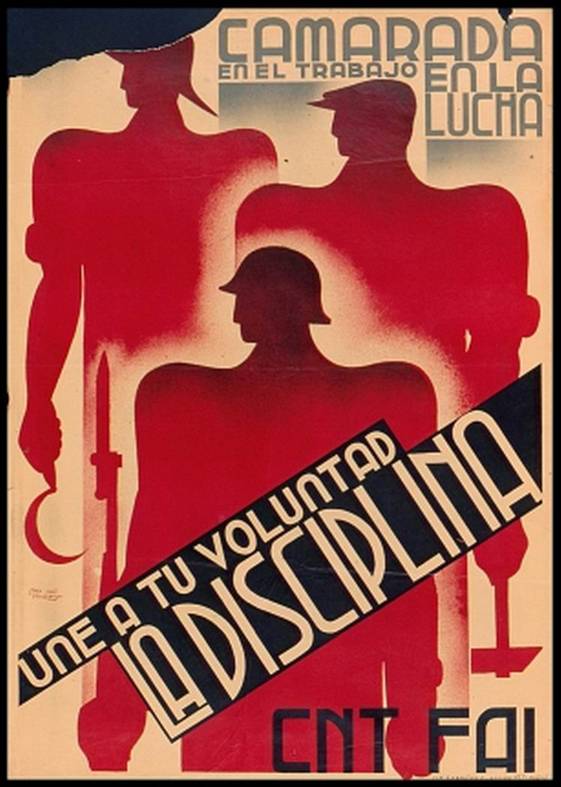 CAMARADA
EN EL TRABAJO EN LA
LUCHA
UNE A TU VOLUNTAD
LA DISCIPLINA
CNT FAI